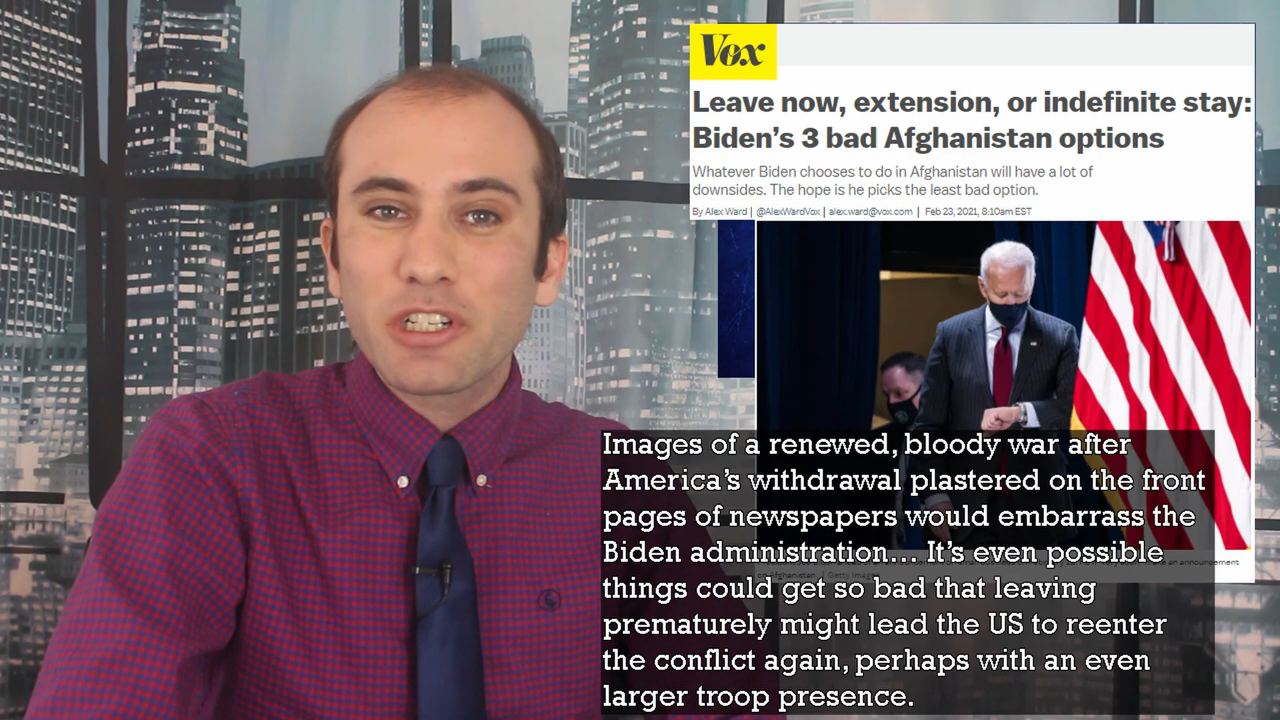 Vox
Leave now, extension, or indefinite stay:
Biden's 3 bad Afghanistan options
Whatever Biden chooses to do in Afghanistan will have a lot of
downsides. The hope is he picks the least bad option.
By Alex Ward | @AlexWardVox | alex.ward@vox.com | Feb 23, 2021, 8:10am EST
Images of a renewed, bloody war after
America's withdrawal plastered on the front
pages of newspapers would embarrass the
Biden administration... It's even possible
things could get so bad that leaving
prematurely might lead the US to reenter
the conflict again, perhaps with an even
larger troop presence.
an announcement
Afghanistan. | Getty